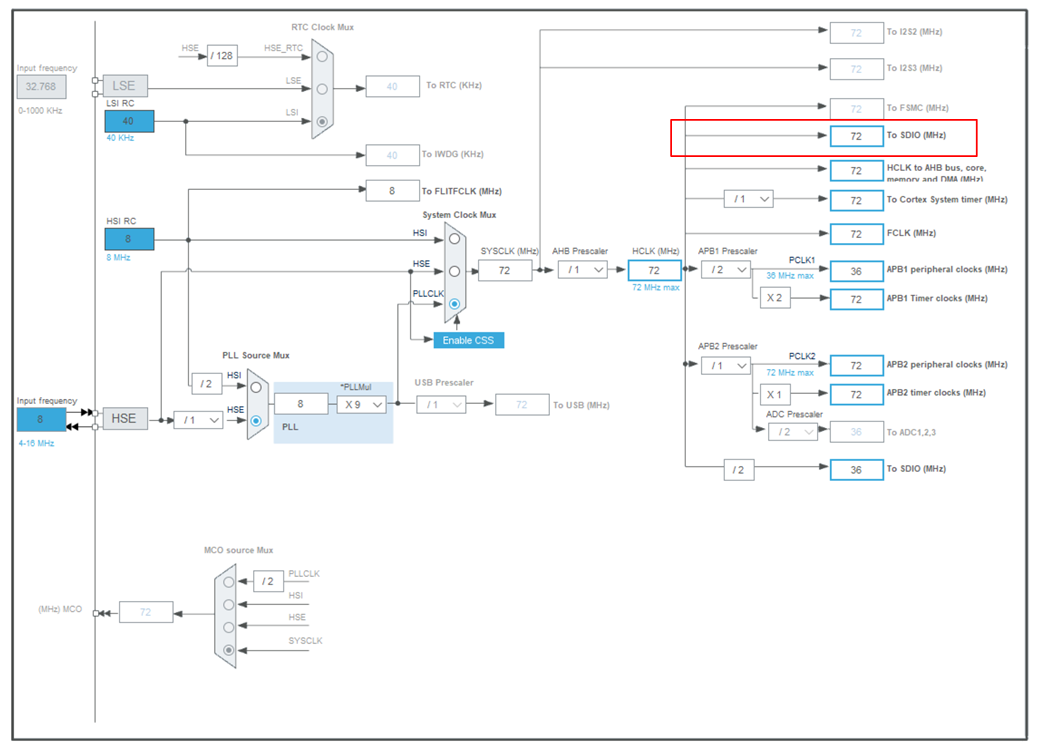 RTC Clock Mux
HSE
/ 128
HSE_RTC
To I2S2 (MHz)
72
Input frequency
32.768
0-1000 KHz
LSE
LSE
40
To RTC (KHz)
72
To I2S3 (MHz)
LSI RC
40
40 KHz
LSI
72
To FSMC (MHz)
72
To SDIO (MHz)
40
To IWDG (KHz)
72
HCLK to AHB bus, core,
memory and DMA (MHz)
8
To FLITFCLK (MHz)
/ 1
72
To Cortex System timer (MHz)
System Clock Mux
HSI RC
8
8 MHz
HSI
72
FCLK (MHz)
SYSCLK (MHz)
AHB Prescaler
HCLK (MHz)
APB1 Prescaler
HSE
72
/ 1
72
72 MHz max
/ 2
PCLK1
36 MHz max
36
APB1 peripheral clocks (MHz)
PLLCLK
X 2
72
APB1 Timer clocks (MHz)
Enable CSS
APB2 Prescaler
PLL Source Mux
/ 1
PCLK2
72 MHz max
72
APB2 peripheral clocks (MHz)
HSI
/ 2
*PLLMul
USB Prescaler
X 1
72
APB2 timer clocks (MHz)
Input frequency
8
4-16 MHz
HSE
/ 1
HSE
8
X 9
PLL
/ 1
72
To USB (MHz)
ADC Prescaler
/ 2
36
To ADC1,2,3
/ 2
36
To SDIO (MHz)
MCO source Mux
/ 2
PLLCLK
HSI
(MHz) MCO
72
HSE
SYSCLK